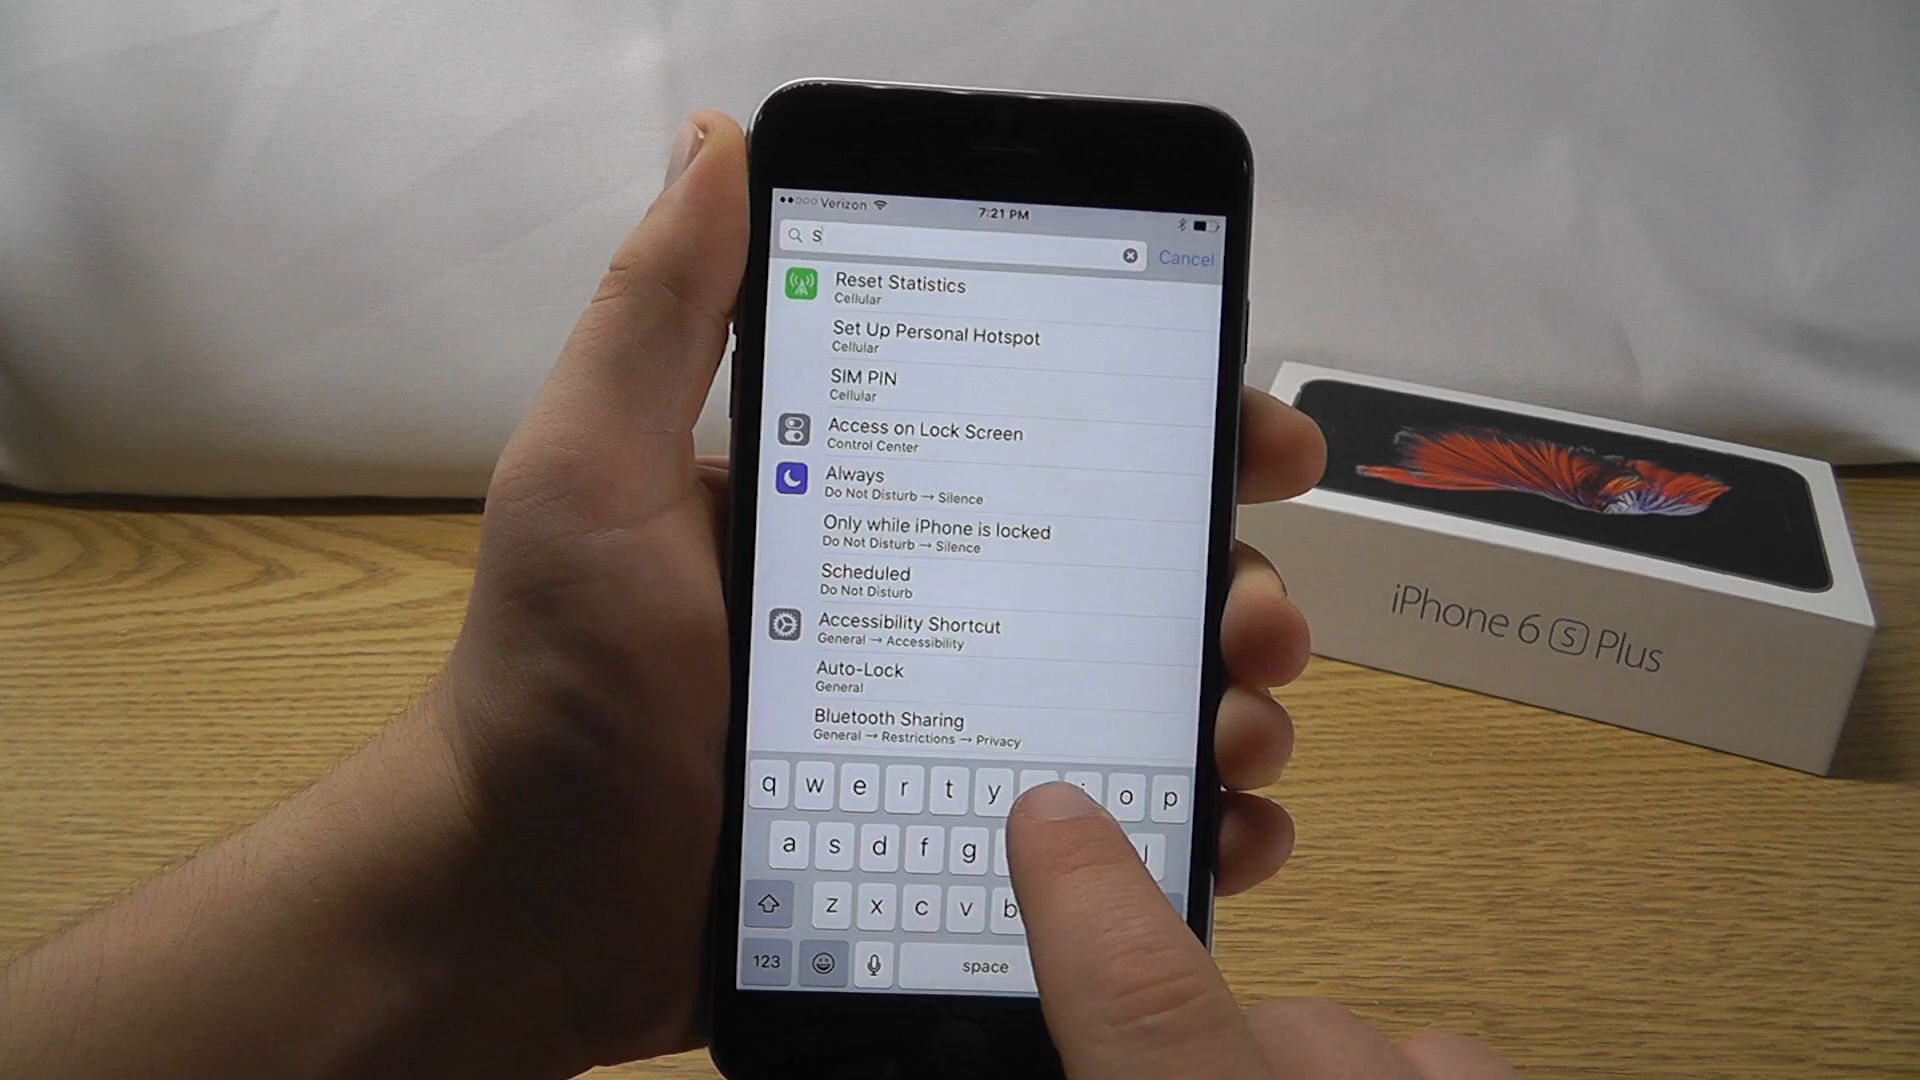 Verizon 7:21 PM
S Cancel
Reset Statistics
Cellular
Set Up Personal Hotspot
Cellular
SIM PIN
Cellular
Access on Lock Screen
Control Center
Always
Do Not Disturb → Silence
Only while iPhone is locked
Do Not Disturb → Silence
Scheduled
Do Not Disturb
Accessibility Shortcut
General → Accessibility
Auto-Lock
General
Bluetooth Sharing
General → Restrictions → Privacy
q w e r t y o p
a s d f g
z x c v b
123 space
iPhone 6 S Plus